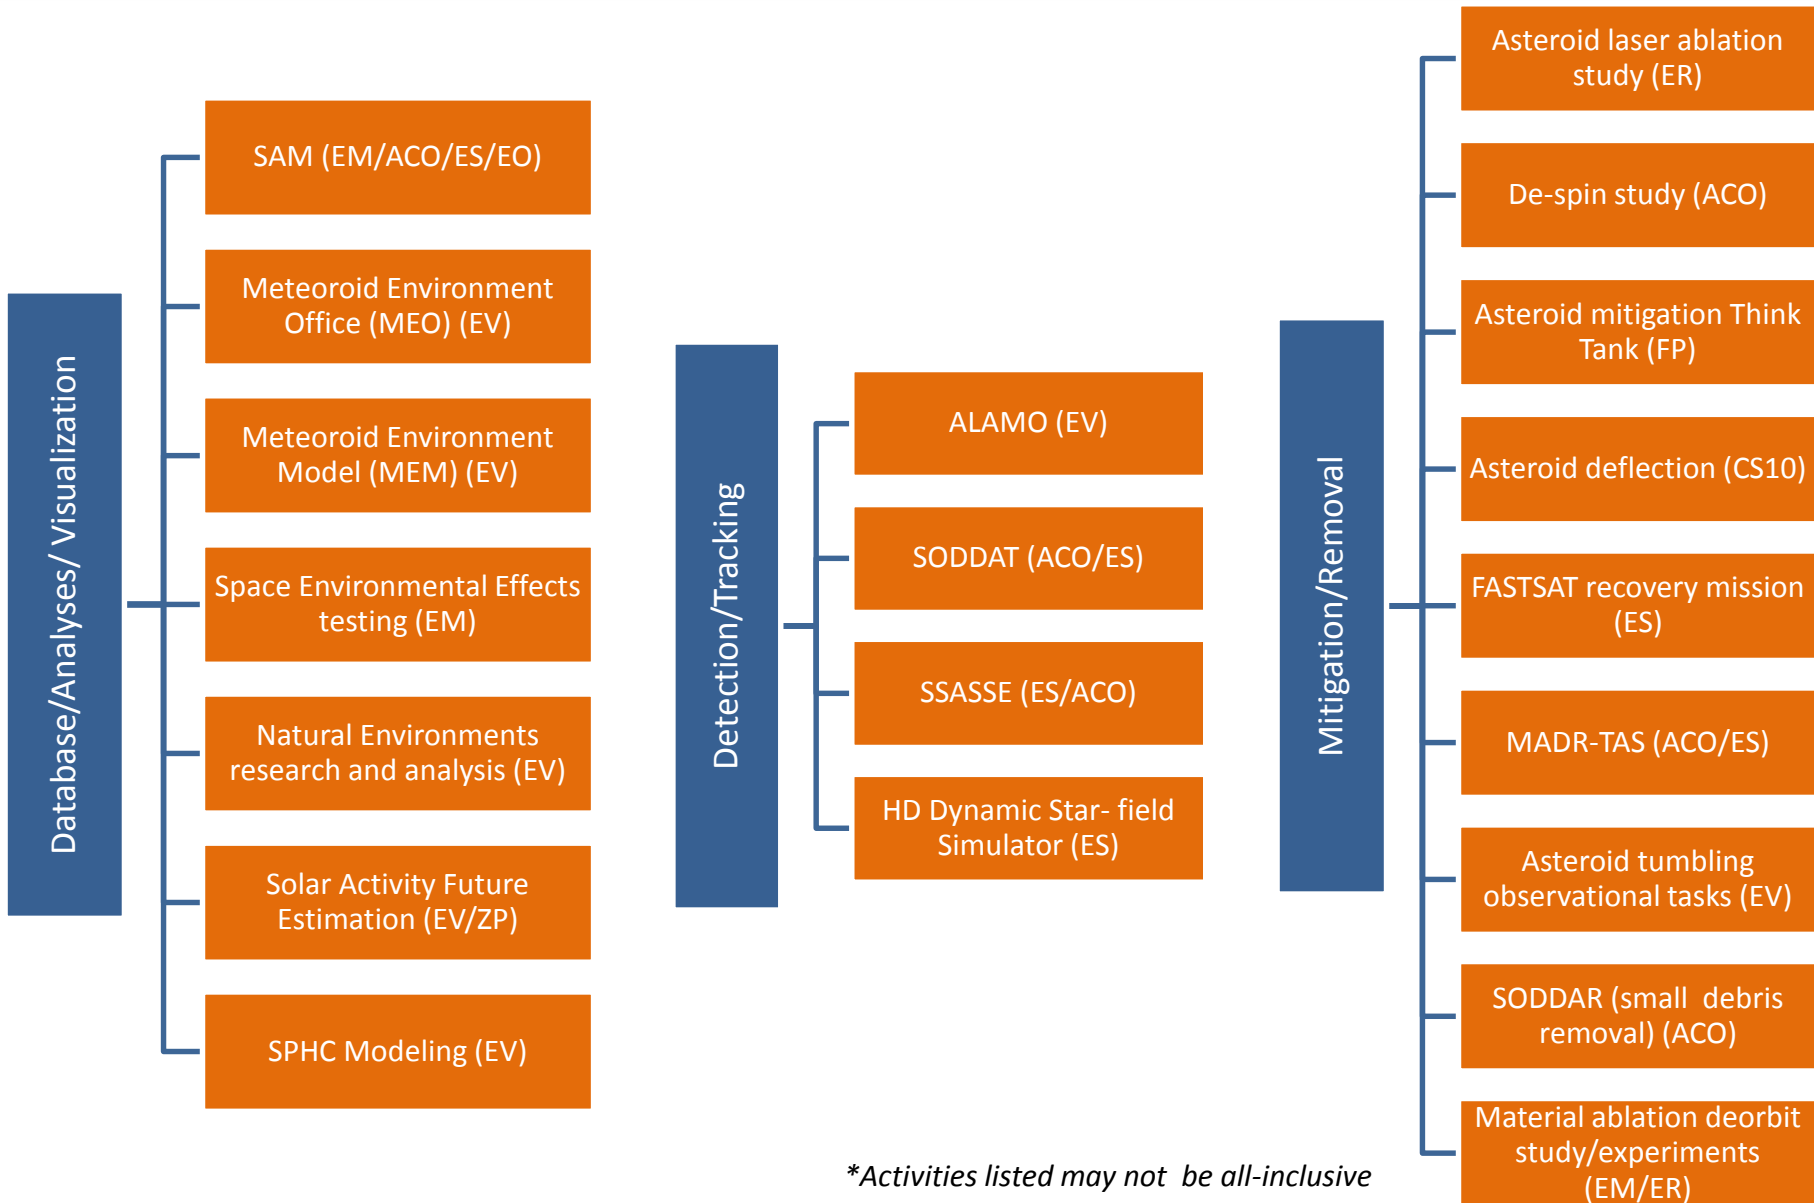 Database/Analyses/ Visualization
SAM (EM/ACO/ES/EO)
Meteoroid Environment
Office (MEO) (EV)
Meteoroid Environment
Model (MEM) (EV)
Space Environmental Effects
testing (EM)
Natural Environments
research and analysis (EV)
Solar Activity Future
Estimation (EV/ZP)
SPHC Modeling (EV)
Detection/Tracking
ALAMO (EV)
SODDAT (ACO/ES)
SSASSE (ES/ACO)
HD Dynamic Star- field
Simulator (ES)
Mitigation/Removal
Asteroid laser ablation
study (ER)
De-spin study (ACO)
Asteroid mitigation Think
Tank (FP)
Asteroid deflection (CS10)
FASTSAT recovery mission
(ES)
MADR-TAS (ACO/ES)
Asteroid tumbling
observational tasks (EV)
SODDAR (small  debris
removal) (ACO)
Material ablation deorbit
study/experiments
(EM/ER)
*Activities listed may not  be all-inclusive